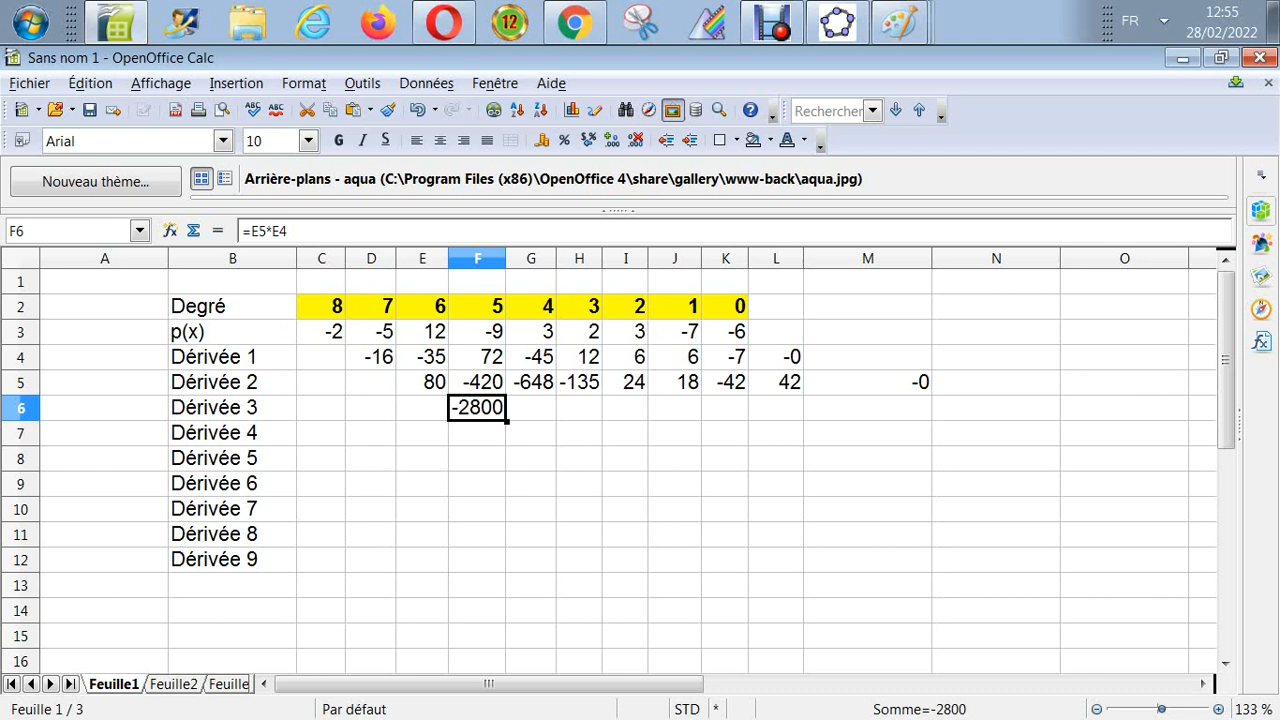 12
FR
12:55
28/02/2022
Sans nom 1 - OpenOffice Calc
Fichier Édition Affichage Insertion Format Outils Données Fenêtre Aide
Rechercher
Arial 10 G I S
Nouveau thème... Arrière-plans - aqua (C:\Program Files (x86)\OpenOffice 4\share\gallery\www-back\aqua.jpg)
F6 =E5*E4
A B C D E F G H I J K L M N O
1
2 Degré 8 7 6 5 4 3 2 1 0
3 p(x) -2 -5 12 -9 3 2 3 -7 -6
4 Dérivée 1 -16 -35 72 -45 12 6 6 -7 -0
5 Dérivée 2 80 -420 -648 -135 24 18 -42 42 -0
6 Dérivée 3 -2800
7 Dérivée 4
8 Dérivée 5
9 Dérivée 6
10 Dérivée 7
11 Dérivée 8
12 Dérivée 9
13
14
15
16
Feuille1 Feuille2 Feuille
Feuille 1 / 3 Par défaut STD * Somme=-2800 133 %